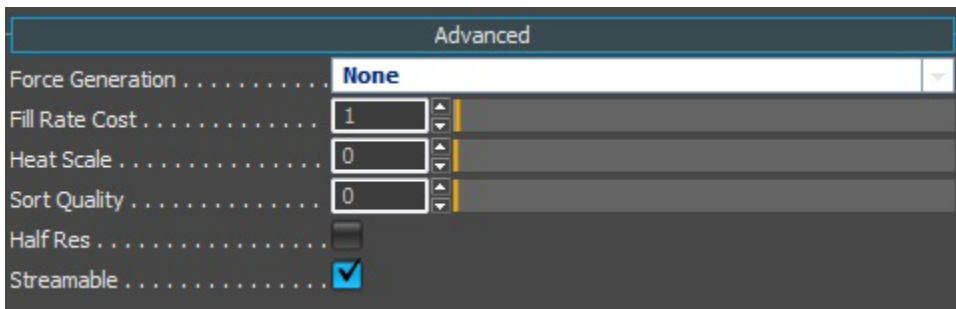 Advanced
Force Generation . . . . . . . . . . . None
Fill Rate Cost . . . . . . . . . . . . . 1
Heat Scale . . . . . . . . . . . . . . . 0
Sort Quality . . . . . . . . . . . . . . 0
Half Res . . . . . . . . . . . . . . . . .
Streamable . . . . . . . . . . . . . . .